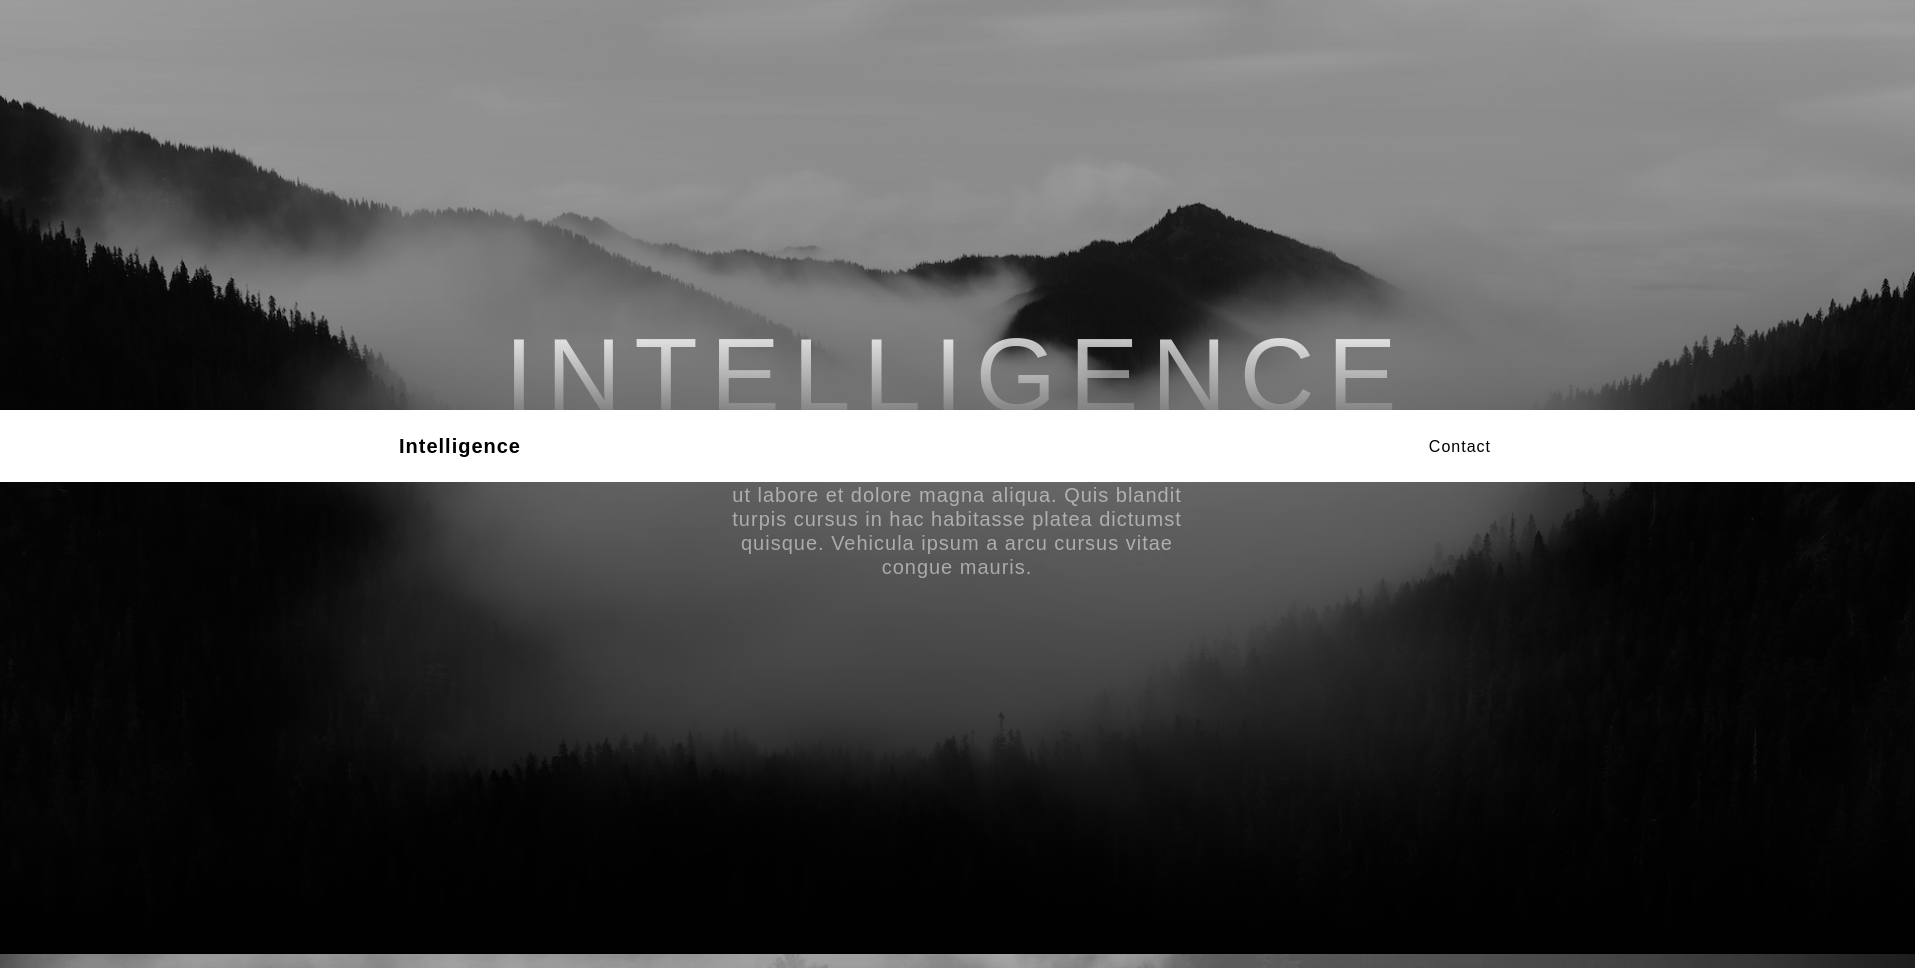 INTELLIGENCE
Intelligence
Contact
ut labore et dolore magna aliqua. Quis blandit
turpis cursus in hac habitasse platea dictumst
quisque. Vehicula ipsum a arcu cursus vitae
congue mauris.